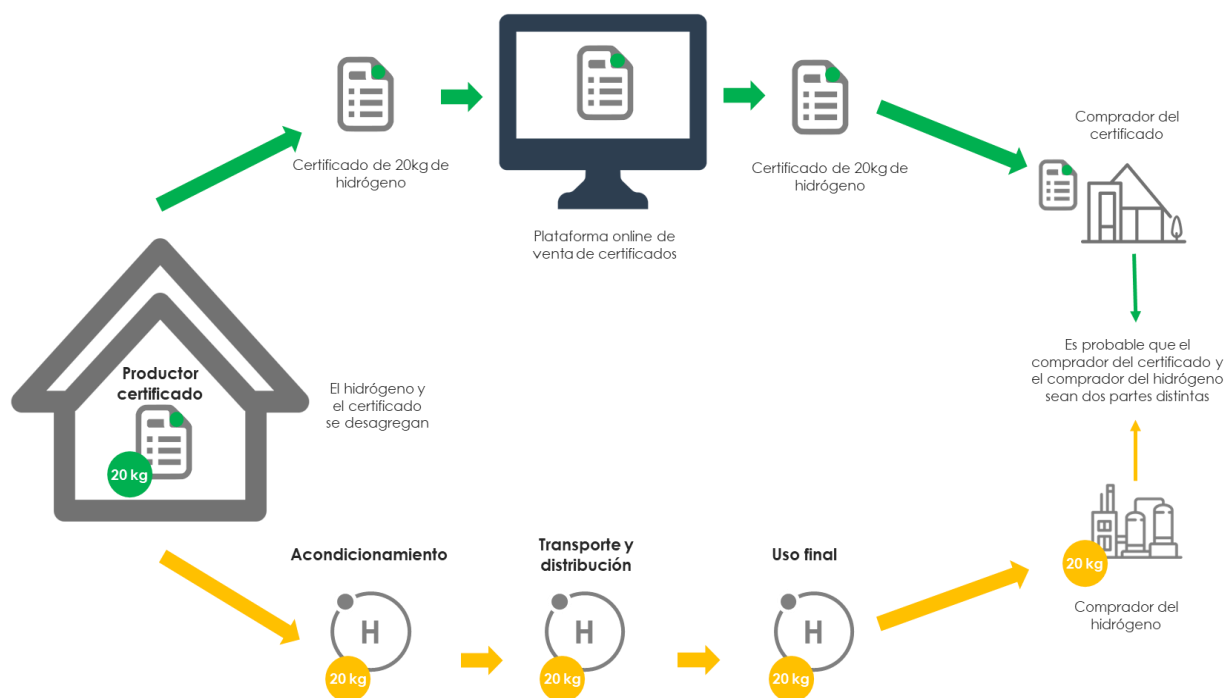 Certificado de 20kg de
hidrógeno
Plataforma online de
venta de certificados
Certificado de 20kg de
hidrógeno
Comprador del
certificado
Productor
certificado
20 kg
El hidrógeno y
el certificado
se desagregan
Es probable que el
comprador del certificado y
el comprador del hidrógeno
sean dos partes distintas
Acondicionamiento
H
20 kg
Transporte y
distribución
H
20 kg
Uso final
H
20 kg
20 kg
Comprador del
hidrógeno